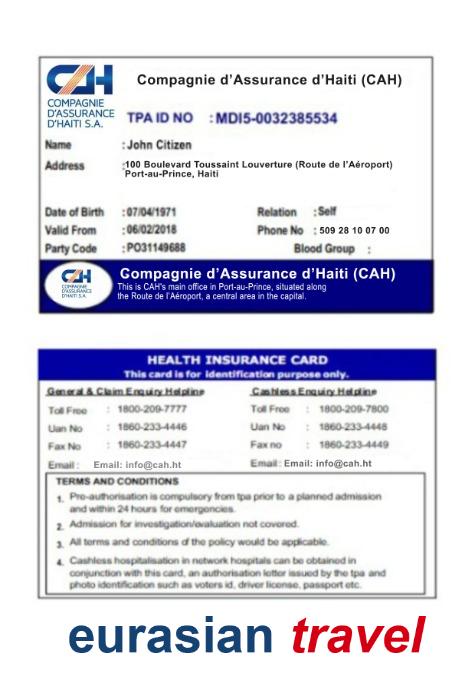 CAH
COMPAGNIE
D'ASSURANCE
D'HAITI S.A.
Compagnie d'Assurance d'Haiti (CAH)
TPA ID NO : MDI5-0032385534
Name : John Citizen
Address : 100 Boulevard Toussaint Louverture (Route de l'Aéroport)
Port-au-Prince, Haiti
Date of Birth : 07/04/1971 Relation : Self
Valid From : 06/02/2018 Phone No : 509 28 10 07 00
Party Code : PO31149688 Blood Group :
CAH
COMPAGNIE
D'ASSURANCE
D'HAITI S.A.
Compagnie d'Assurance d'Haiti (CAH)
This is CAH's main office in Port-au-Prince, situated along
the Route de l'Aéroport, a central area in the capital.
HEALTH INSURANCE CARD
This card is for identification purpose only.
General & Claim Enquiry Helpline Cashless Enquiry Helpline
Toll Free : 1800-209-7777 Toll Free : 1800-209-7800
Uan No : 1860-233-4446 Uan No : 1860-233-4448
Fax No : 1860-233-4447 Fax no : 1860-233-4449
Email : Email: info@cah.ht Email : Email: info@cah.ht
TERMS AND CONDITIONS
1. Pre-authorisation is compulsory from tpa prior to a planned admission
and within 24 hours for emergencies.
2. Admission for investigation/evaluation not covered.
3. All terms and conditions of the policy would be applicable.
4. Cashless hospitalisation in network hospitals can be obtained in
conjunction with this card, an authorisation letter issued by the tpa and
photo identification such as voters id, driver license, passport etc.
eurasian travel